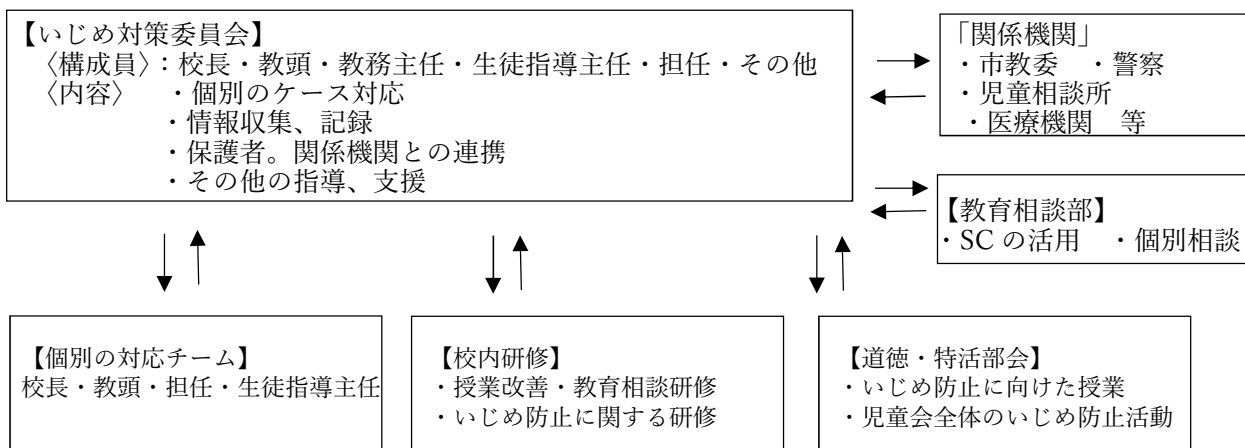 【いじめ対策委員会】
〈構成員〉：校長・教頭・教務主任・生徒指導主任・担任・その他
〈内容〉　・個別のケース対応
・情報収集、記録
・保護者。関係機関との連携
・その他の指導、支援
「関係機関」
・市教委　・警察
・児童相談所
・医療機関　等
【教育相談部】
・SC の活用　・個別相談
【個別の対応チーム】
校長・教頭・担任・生徒指導主任
【校内研修】
・授業改善・教育相談研修
・いじめ防止に関する研修
【道徳・特活部会】
・いじめ防止に向けた授業
・児童会全体のいじめ防止活動